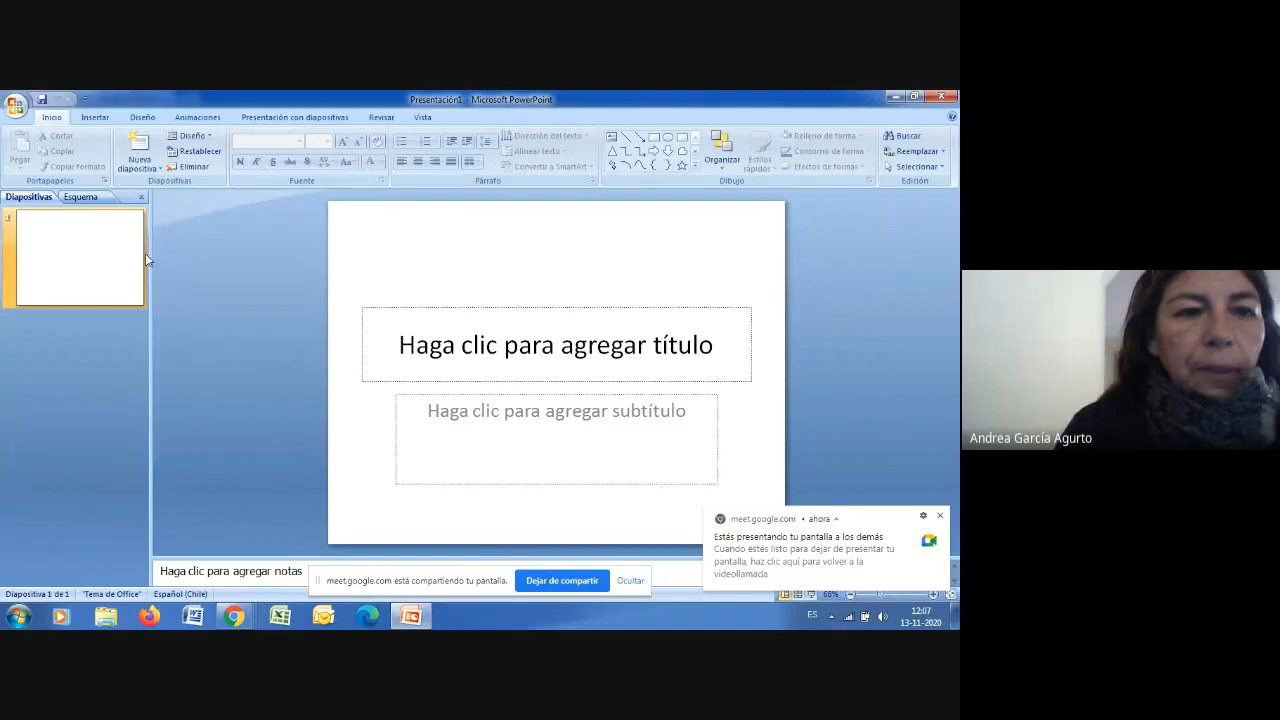 Presentación1 - Microsoft PowerPoint
Inicio Insertar Diseño Animaciones Presentación con diapositivas Revisar Vista
Pegar
Cortar
Copiar
Copiar formato
Portapapeles
Nueva
diapositiva
Diseño
Restablecer
Eliminar
Diapositivas
Fuente
Dirección del texto
Alinear texto
Convertir a SmartArt
Párrafo
Organizar
Estilos
rápidos
Relleno de forma
Contorno de forma
Efectos de formas
Dibujo
Buscar
Reemplazar
Seleccionar
Edición
Diapositivas Esquema
1
Haga clic para agregar título
Haga clic para agregar subtítulo
Andrea García Agurto
meet.google.com • ahora
Estás presentando tu pantalla a los demás
Cuando estés listo para dejar de presentar tu
pantalla, haz clic aquí para volver a la
videollamada
Haga clic para agregar notas
meet.google.com está compartiendo tu pantalla.
Dejar de compartir
Ocultar
Diapositiva 1 de 1
"Tema de Office"
Español (Chile)
68%
ES
12:07
13-11-2020